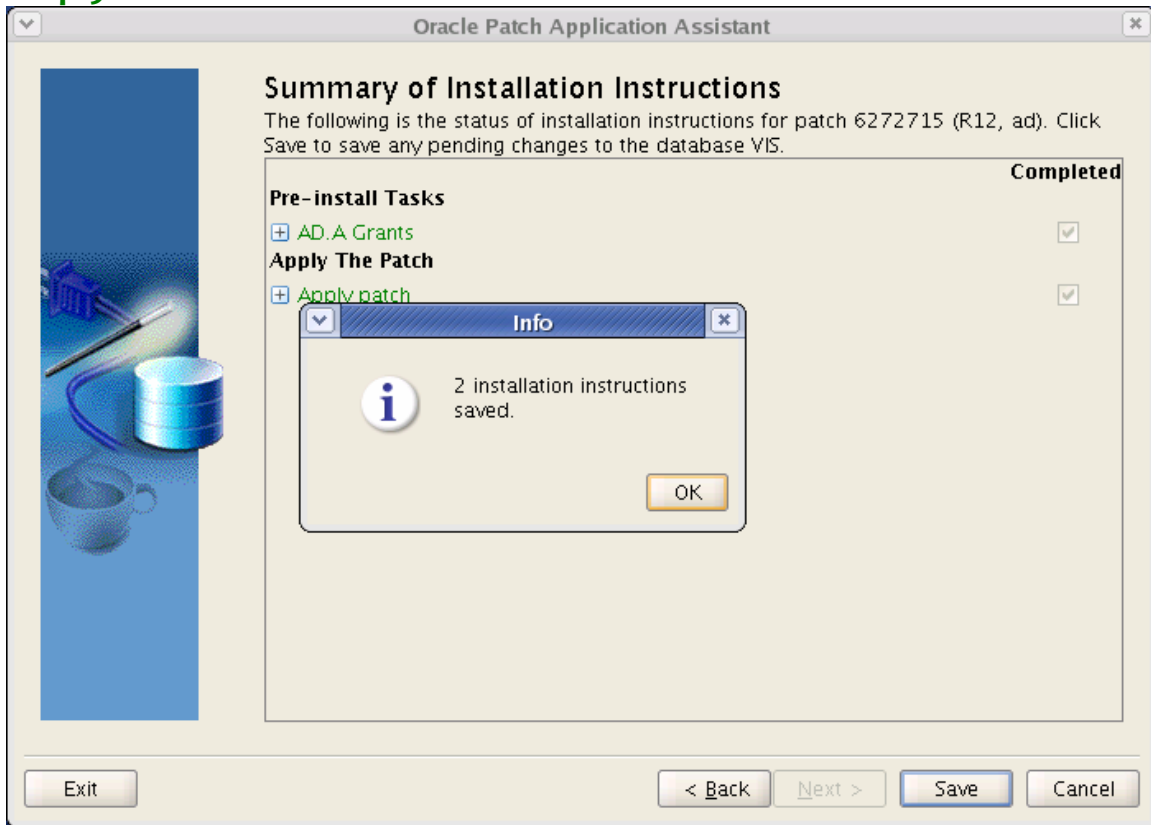 Oracle Patch Application Assistant
Summary of Installation Instructions
The following is the status of installation instructions for patch 6272715 (R12, ad). Click
Save to save any pending changes to the database VIS.
Completed
Pre-install Tasks
AD.A Grants
Apply The Patch
Apply patch
Info
2 installation instructions
saved.
OK
Exit
< Back
Next >
Save
Cancel